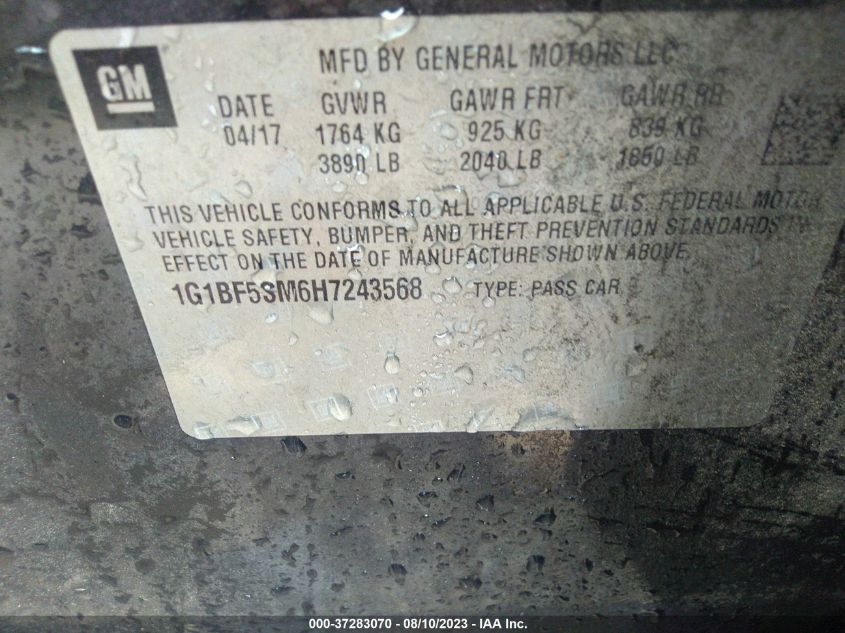 GM
MFD BY GENERAL MOTORS LLC
DATE GVWR GAWR FRT GAWR RR
04/17 1764 KG 925 KG 839 KG
3890 LB 2040 LB 1850 LB
THIS VEHICLE CONFORMS TO ALL APPLICABLE U.S. FEDERAL MOTOR
VEHICLE SAFETY, BUMPER, AND THEFT PREVENTION STANDARDS IN
EFFECT ON THE DATE OF MANUFACTURE SHOWN ABOVE.
1G1BF5SM6H7243568 TYPE: PASS CAR
000-37283070 - 08/10/2023 - IAA Inc.